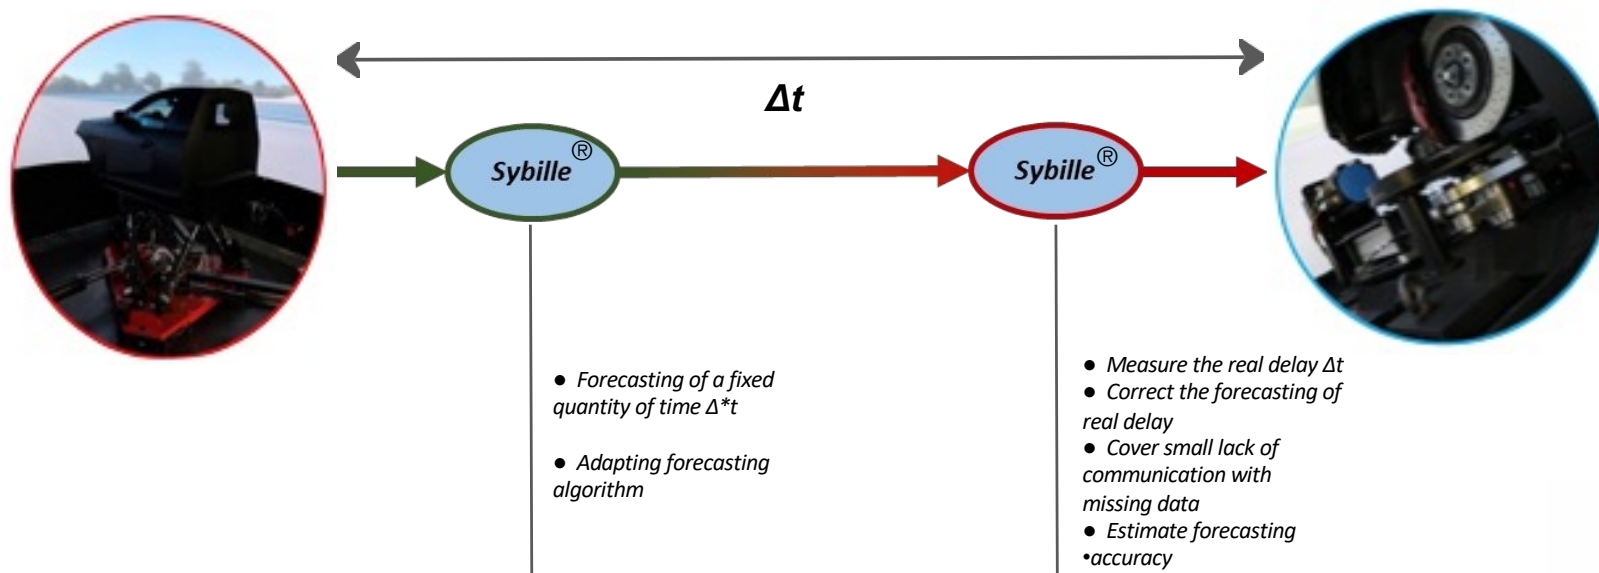 Δt
Sybille®
Sybille®
● Forecasting of a fixed
quantity of time Δ*t
● Adapting forecasting
algorithm
● Measure the real delay Δt
● Correct the forecasting of
real delay
● Cover small lack of
communication with
missing data
● Estimate forecasting
•accuracy